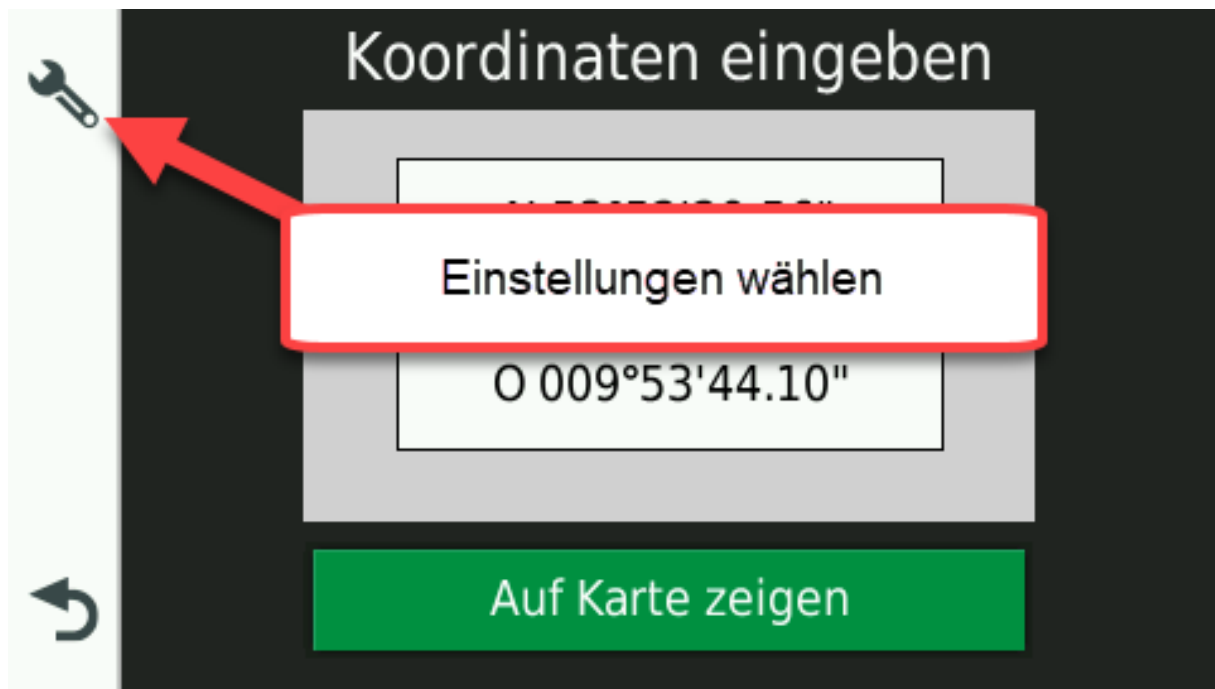 Koordinaten eingeben
Einstellungen wählen
O 009°53'44.10"
Auf Karte zeigen